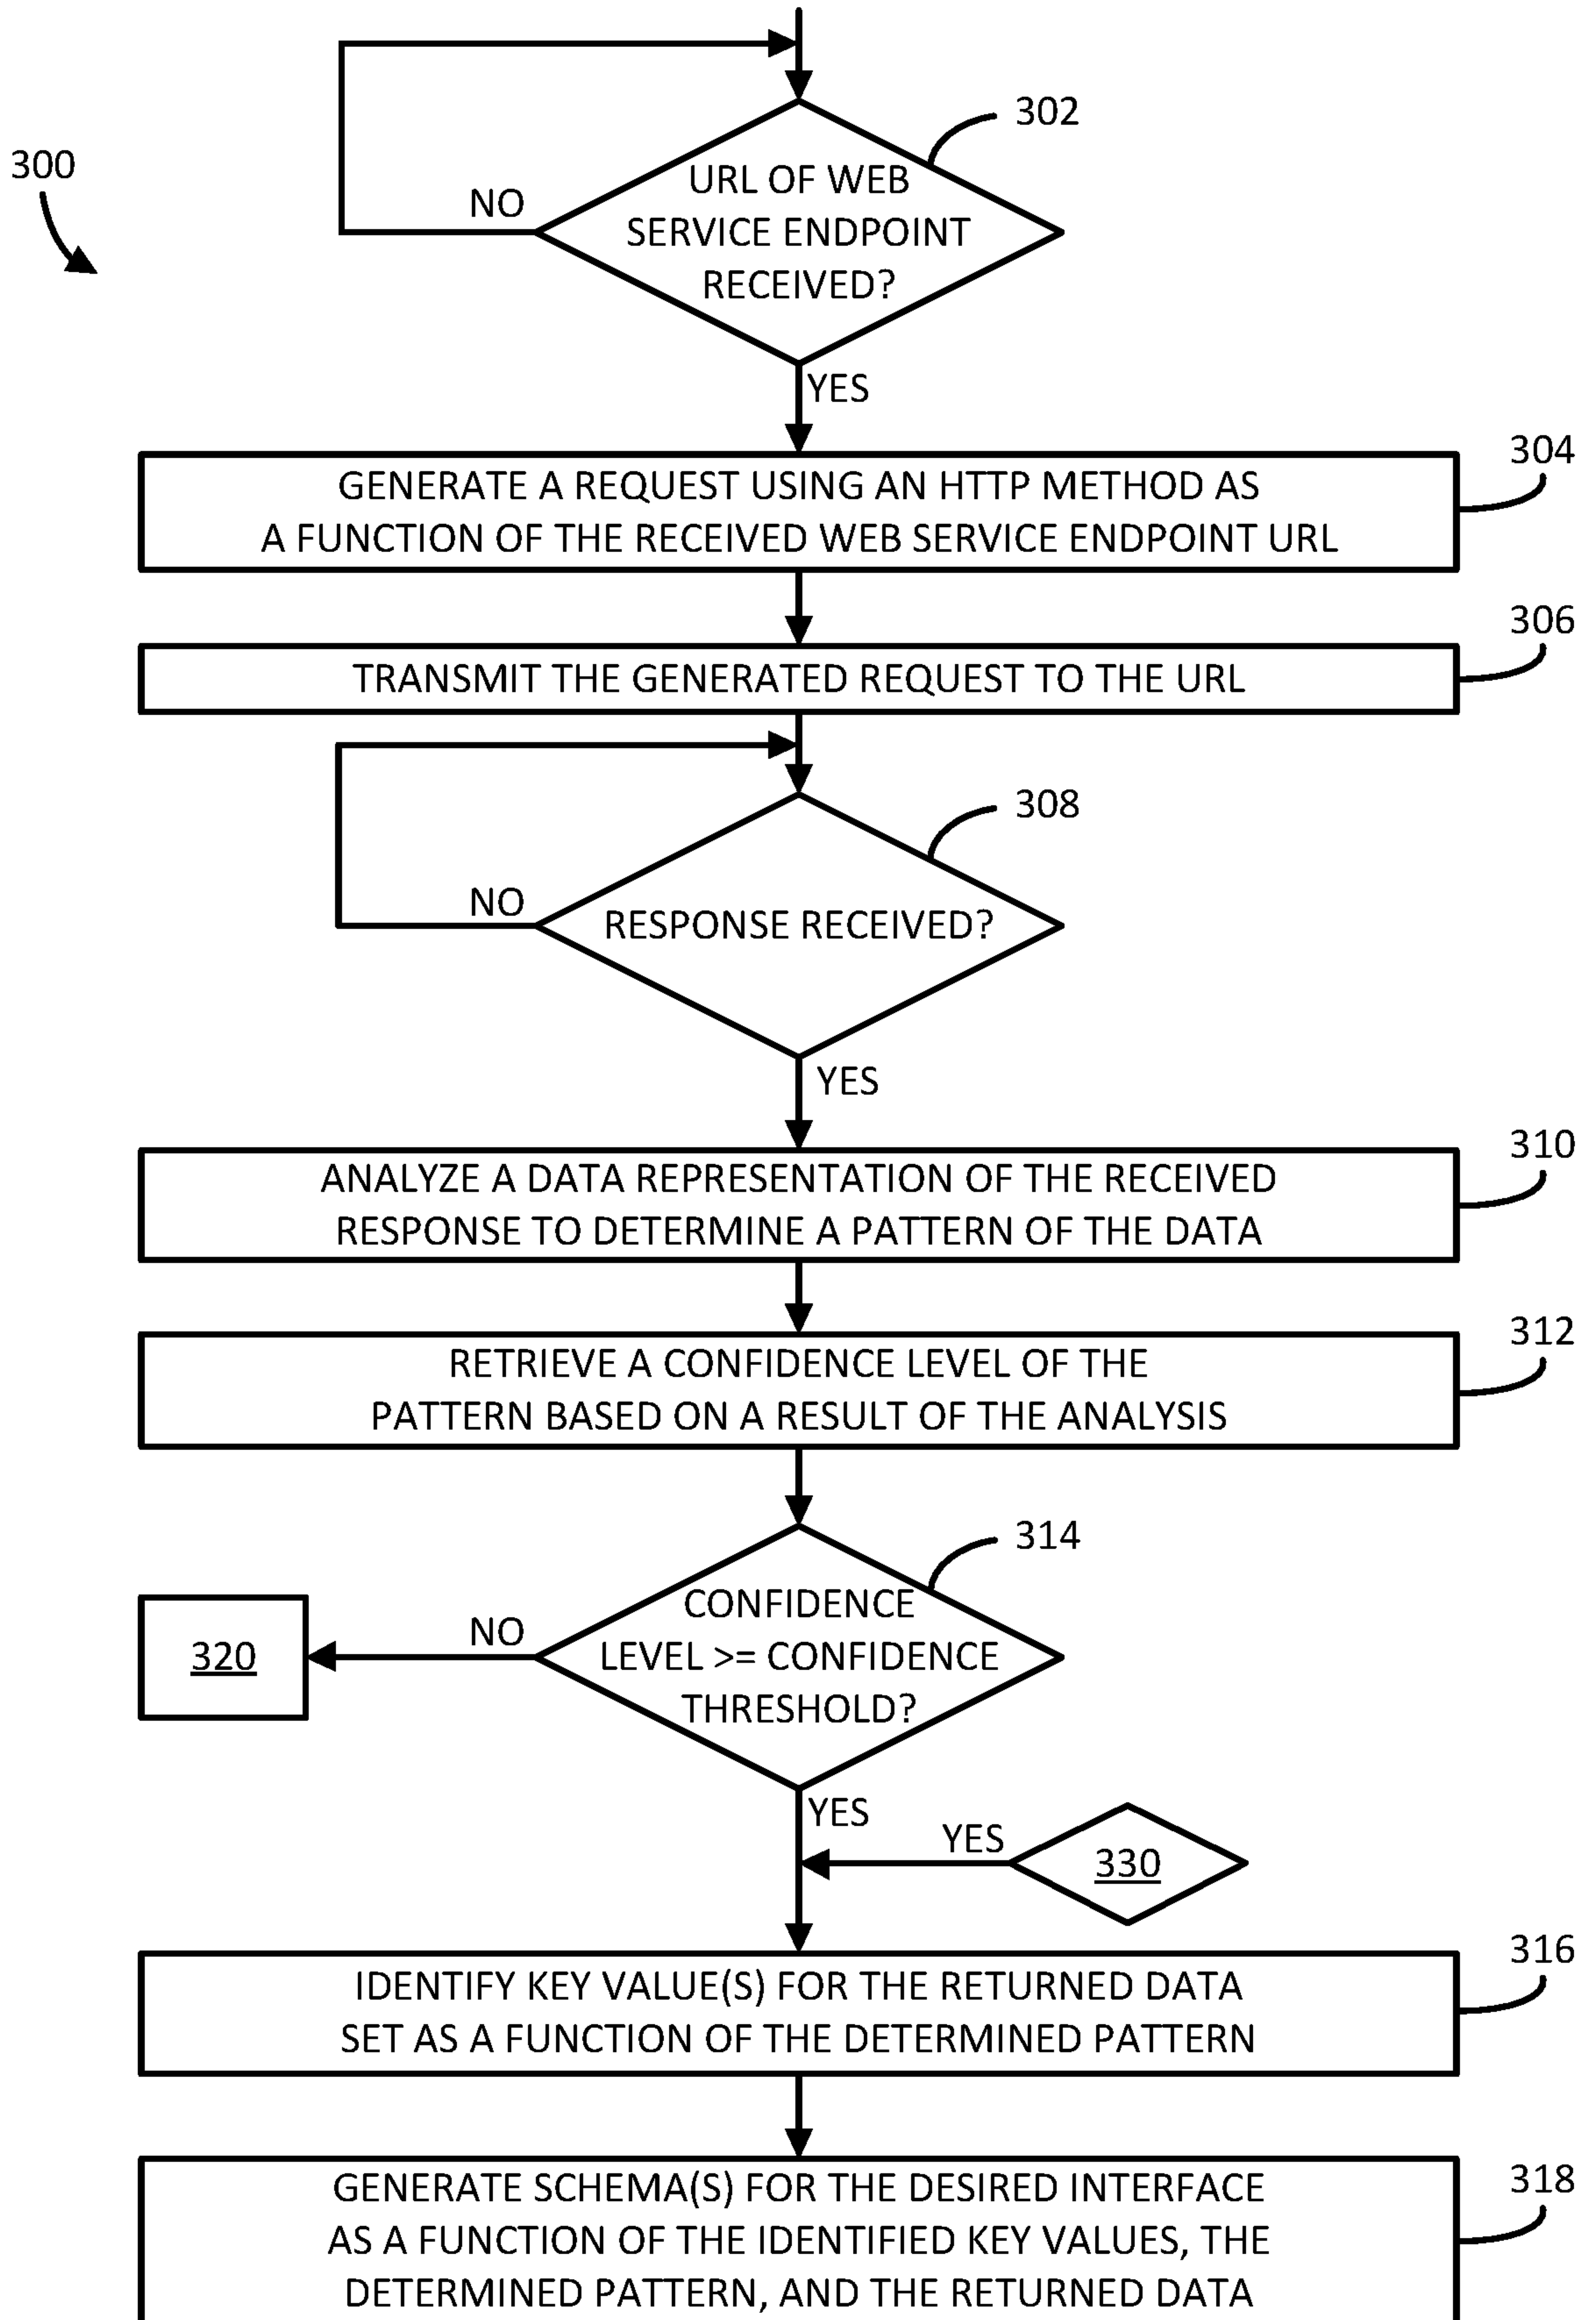 302
300
URL OF WEB
SERVICE ENDPOINT
RECEIVED?
NO
YES
304
GENERATE A REQUEST USING AN HTTP METHOD AS
A FUNCTION OF THE RECEIVED WEB SERVICE ENDPOINT URL
306
TRANSMIT THE GENERATED REQUEST TO THE URL
308
NO
RESPONSE RECEIVED?
YES
310
ANALYZE A DATA REPRESENTATION OF THE RECEIVED
RESPONSE TO DETERMINE A PATTERN OF THE DATA
312
RETRIEVE A CONFIDENCE LEVEL OF THE
PATTERN BASED ON A RESULT OF THE ANALYSIS
314
CONFIDENCE
LEVEL >= CONFIDENCE
THRESHOLD?
NO
320
YES
YES
330
316
IDENTIFY KEY VALUE(S) FOR THE RETURNED DATA
SET AS A FUNCTION OF THE DETERMINED PATTERN
318
GENERATE SCHEMA(S) FOR THE DESIRED INTERFACE
AS A FUNCTION OF THE IDENTIFIED KEY VALUES, THE
DETERMINED PATTERN, AND THE RETURNED DATA